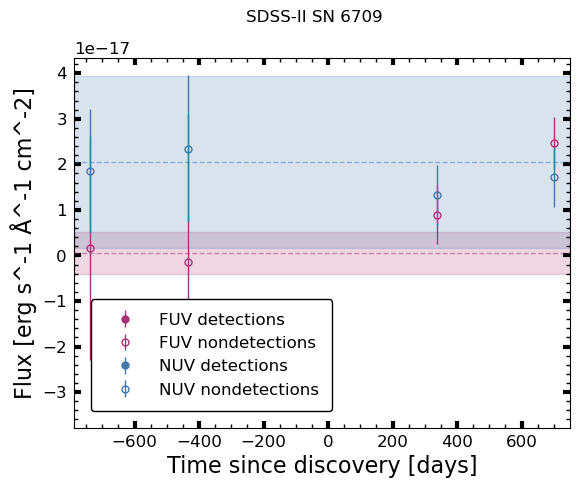 SDSS-II SN 6709
1e−17
4
3
2
1
0
−1
−2
−3
Flux [erg s^-1 Å^-1 cm^-2]
FUV detections
FUV nondetections
NUV detections
NUV nondetections
−600 −400 −200 0 200 400 600
Time since discovery [days]